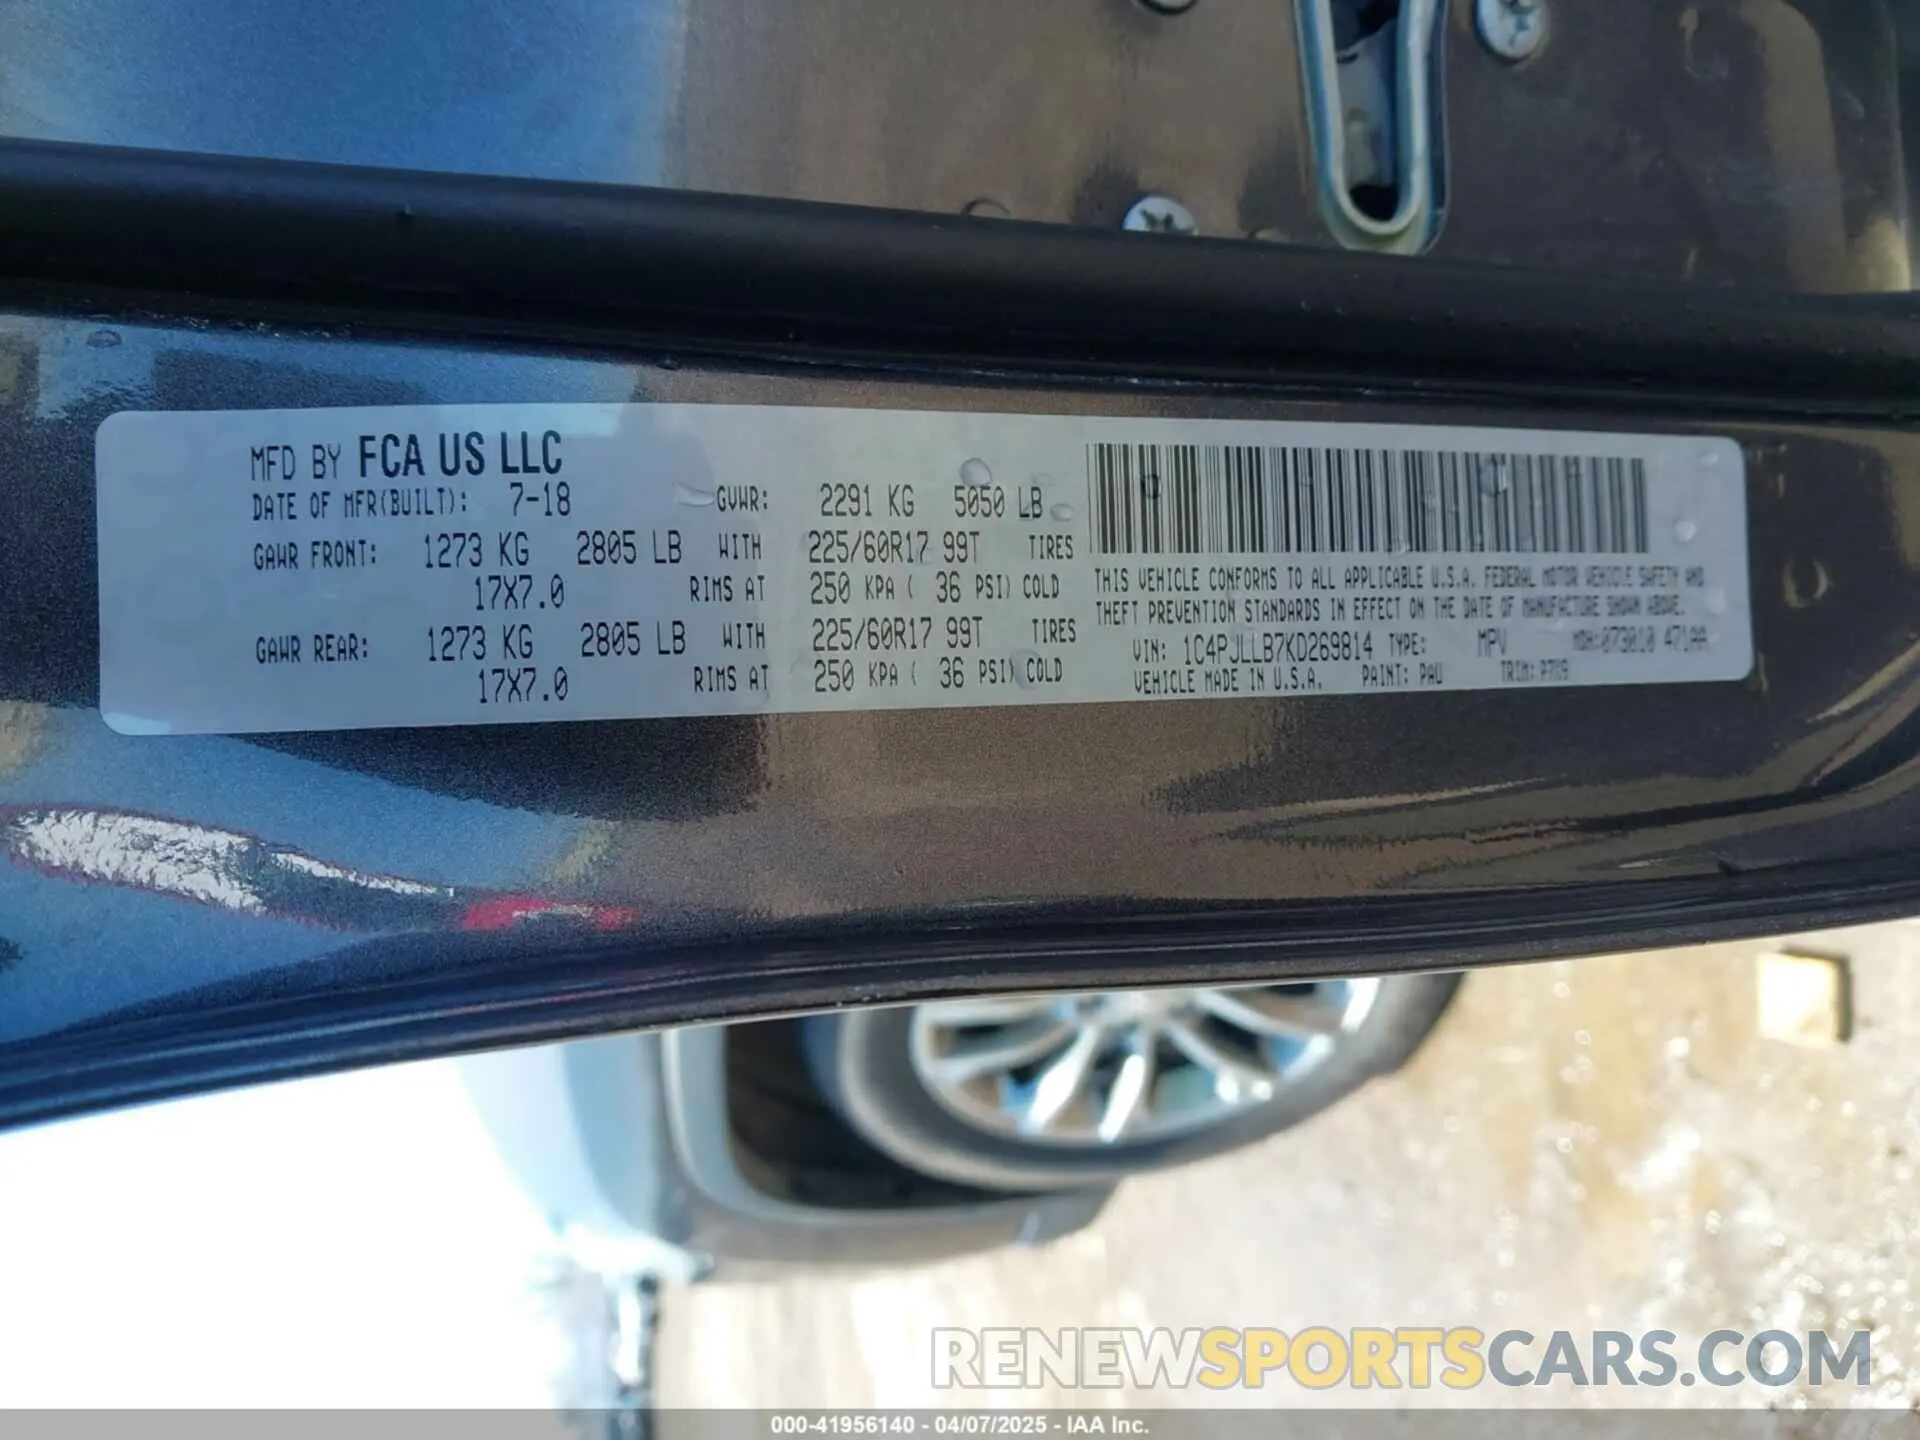 MFD BY FCA US LLC
DATE OF MFR(BUILT): 7-18 GVWR: 2291 KG 5050 LB
GAWR FRONT: 1273 KG 2805 LB WITH 225/60R17 99T TIRES
17X7.0 RIMS AT 250 KPA ( 36 PSI) COLD
GAWR REAR: 1273 KG 2805 LB WITH 225/60R17 99T TIRES
17X7.0 RIMS AT 250 KPA ( 36 PSI) COLD
THIS VEHICLE CONFORMS TO ALL APPLICABLE U.S.A. FEDERAL MOTOR VEHICLE SAFETY AND
THEFT PREVENTION STANDARDS IN EFFECT ON THE DATE OF MANUFACTURE SHOWN ABOVE.
VIN: 1C4PJLLB7KD269814 TYPE: MPV MDH:073010 471AA
VEHICLE MADE IN U.S.A. PAINT: PAU TRIM:
RENEWSPORTSCARS.COM
000-41956140 - 04/07/2025 - IAA Inc.